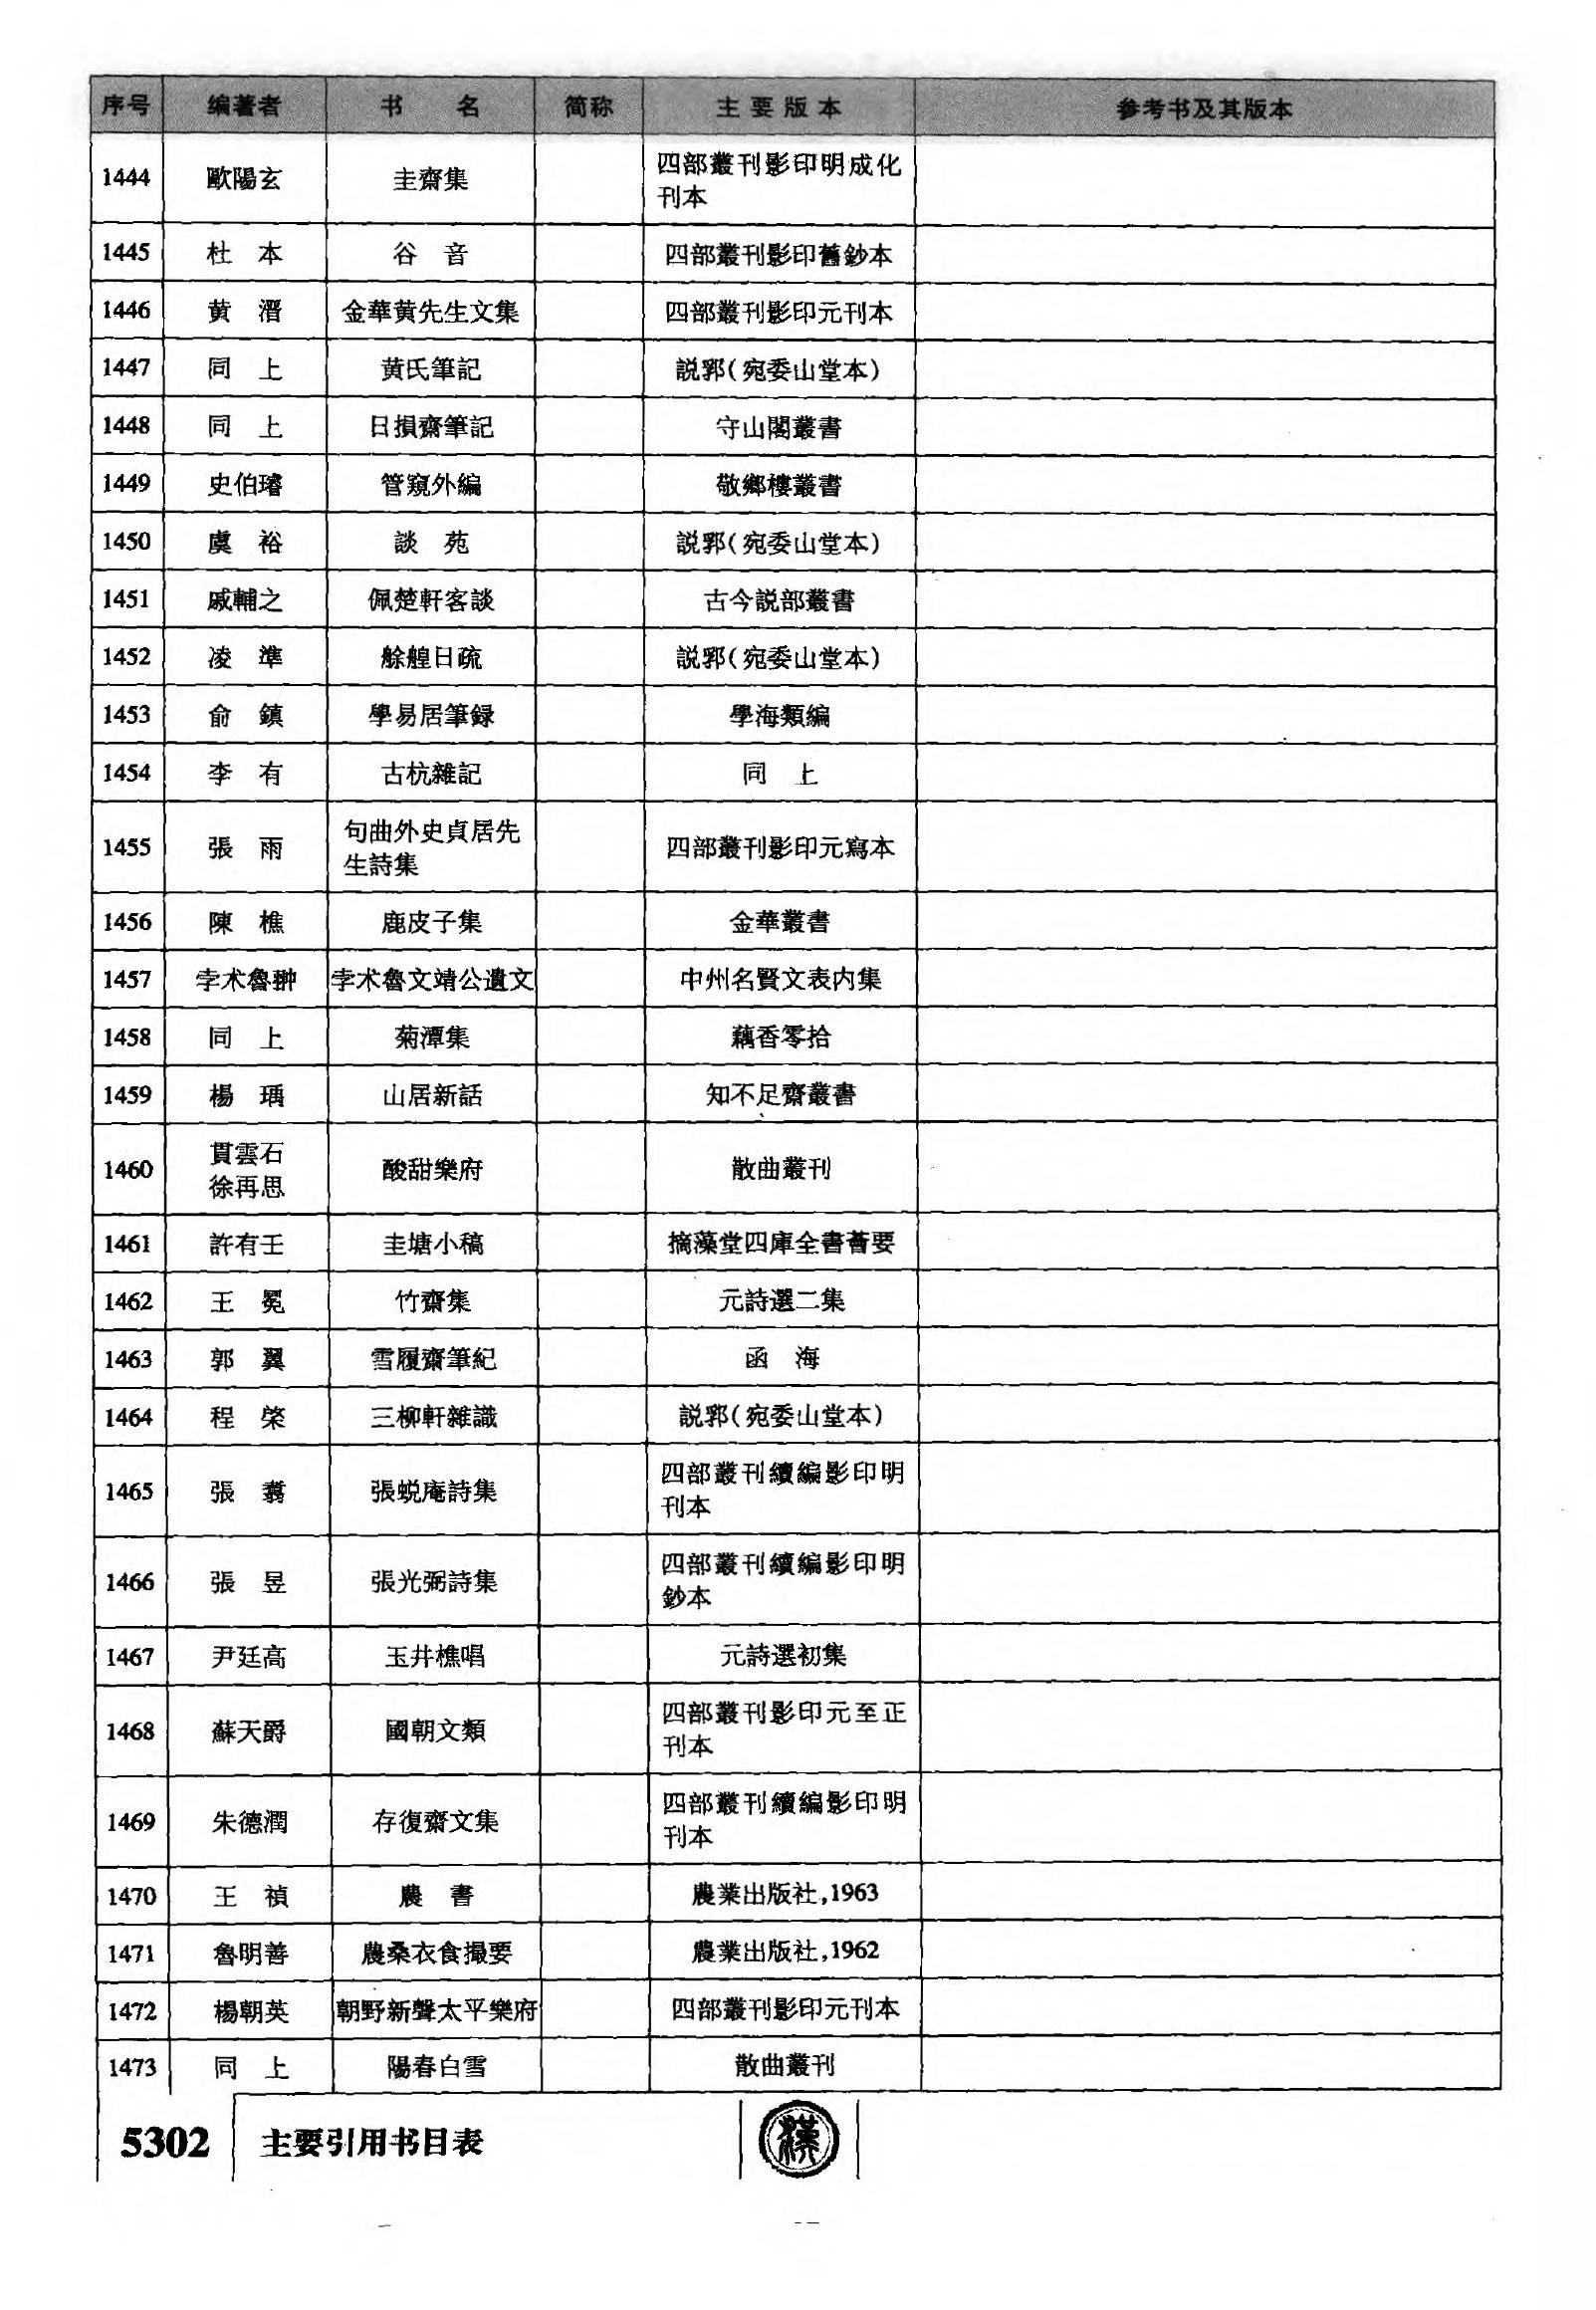 序号 编著者 书 名 简称 主要版本 参考书及其版本
1444 歐陽玄 圭齋集 四部叢刊影印明成化
刊本
1445 杜 本 谷 音 四部叢刊影印舊鈔本
1446 黄 溍 金華黄先生文集 四部叢刊影印元刊本
1447 同 上 黄氏筆記 説郛(宛委山堂本)
1448 同 上 日損齋筆記 守山閣叢書
1449 史伯璿 管窺外編 敬鄉樓叢書
1450 虞 裕 談 苑 説郛(宛委山堂本)
1451 戚輔之 佩楚軒客談 古今説部叢書
1452 凌 準 艅艎日疏 説郛(宛委山堂本)
1453 俞 鎮 學易居筆録 學海類編
1454 李 有 古杭雜記 同 上
1455 張 雨 句曲外史貞居先
生詩集 四部叢刊影印元寫本
1456 陳 樵 鹿皮子集 金華叢書
1457 孛术魯翀 孛术魯文靖公遺文 中州名賢文表内集
1458 同 上 菊潭集 藕香零拾
1459 楊 瑀 山居新話 知不足齋叢書
1460 貫雲石
徐再思 酸甜樂府 散曲叢刊
1461 許有壬 圭塘小稿 摛藻堂四庫全書薈要
1462 王 冕 竹齋集 元詩選二集
1463 郭 翼 雪履齋筆紀 函 海
1464 程 棨 三柳軒雜識 説郛(宛委山堂本)
1465 張 翥 張蜕庵詩集 四部叢刊續編影印明
刊本
1466 張 昱 張光弼詩集 四部叢刊續編影印明
鈔本
1467 尹廷高 玉井樵唱 元詩選初集
1468 蘇天爵 國朝文類 四部叢刊影印元至正
刊本
1469 朱德潤 存復齋文集 四部叢刊續編影印明
刊本
1470 王 禎 農 書 農業出版社,1963
1471 魯明善 農桑衣食撮要 農業出版社,1962
1472 楊朝英 朝野新聲太平樂府 四部叢刊影印元刊本
1473 同 上 陽春白雪 散曲叢刊
5302 主要引用书目表 漢